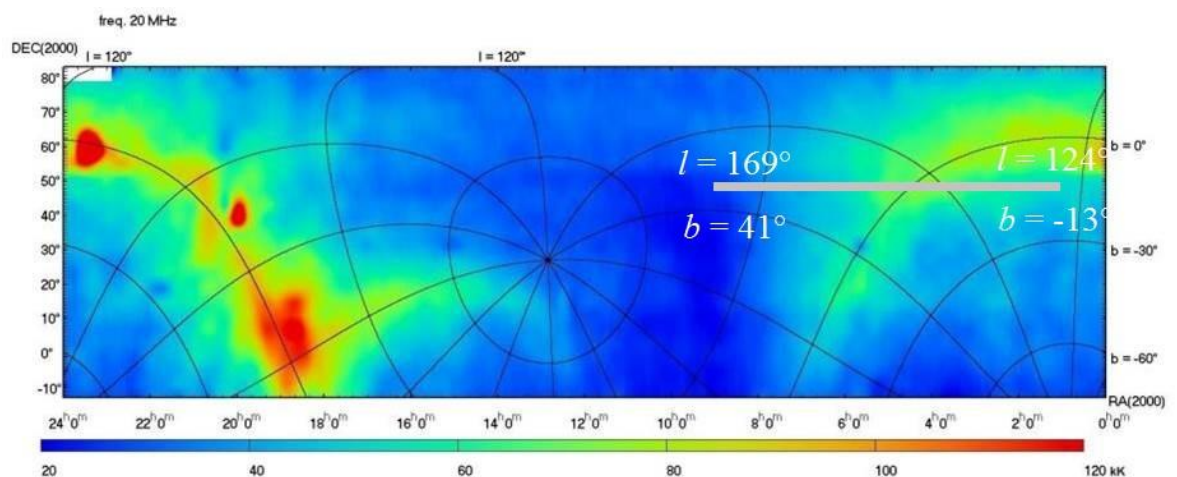 freq. 20 MHz
DEC(2000)
l = 120°
l = 120°
80°
70°
60°
50°
40°
30°
20°
10°
0°
-10°
b = 0°
b = -30°
b = -60°
l = 169°
l = 124°
b = 41°
b = -13°
RA(2000)
24ʰ0ᵐ 22ʰ0ᵐ 20ʰ0ᵐ 18ʰ0ᵐ 16ʰ0ᵐ 14ʰ0ᵐ 12ʰ0ᵐ 10ʰ0ᵐ 8ʰ0ᵐ 6ʰ0ᵐ 4ʰ0ᵐ 2ʰ0ᵐ 0ʰ0ᵐ
20 40 60 80 100 120 kK